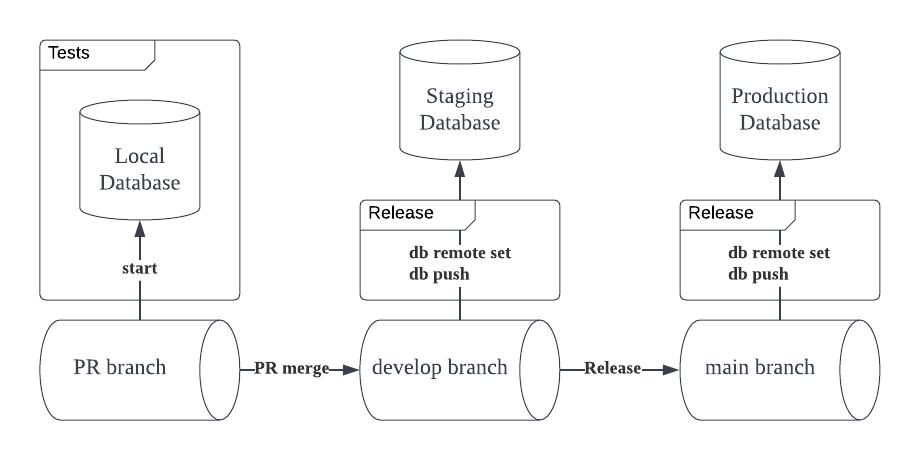 Tests
Local
Database
start
PR branch
PR merge
Staging
Database
Release
db remote set
db push
develop branch
Release
Production
Database
Release
db remote set
db push
main branch